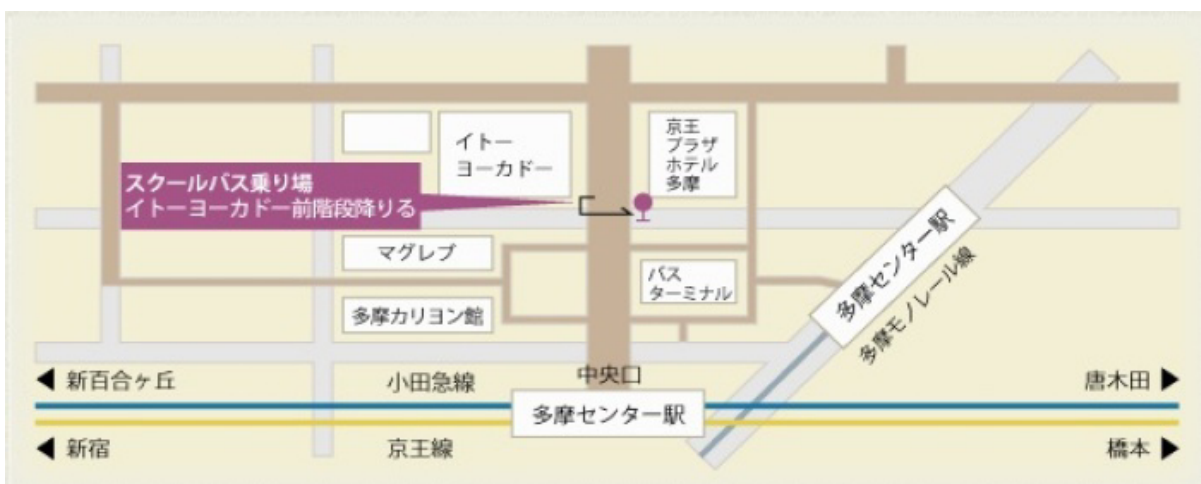 イトー
ヨーカドー
京王
プラザ
ホテル
多摩
スクールバス乗り場
イトーヨーカドー前階段降りる
マグレブ
バス
ターミナル
多摩カリヨン館
多摩センター駅
多摩モノレール線
◀ 新百合ヶ丘
小田急線
中央口
唐木田 ▶
多摩センター駅
◀ 新宿
京王線
橋本 ▶